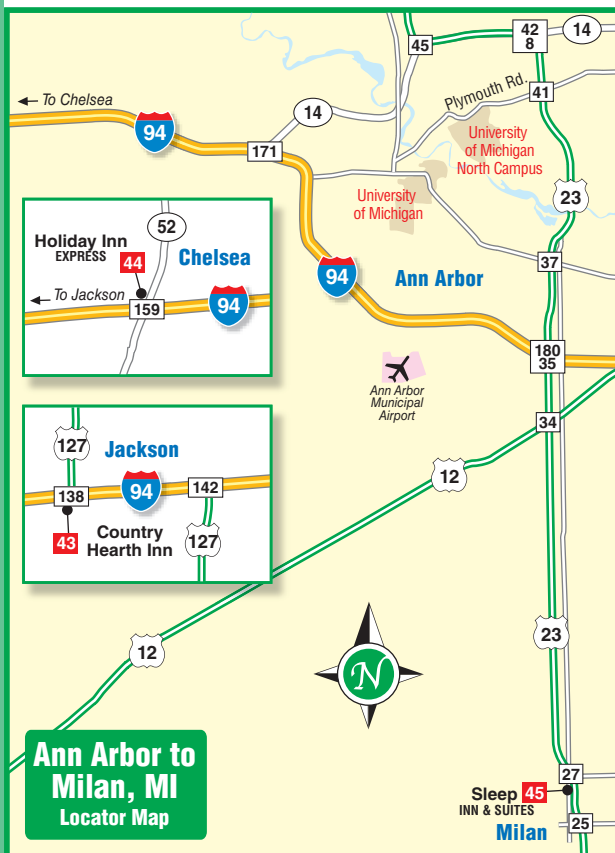 45
42
8
14
← To Chelsea
94
14
171
Plymouth Rd.
41
University
of Michigan
North Campus
University
of Michigan
23
37
94
Ann Arbor
180
35
Ann Arbor
Municipal
Airport
34
12
52
Holiday Inn
EXPRESS
44
Chelsea
← To Jackson
159
94
127
Jackson
138
94
142
43
Country
Hearth Inn
127
12
N
23
Ann Arbor to
Milan, MI
Locator Map
27
Sleep 45
INN & SUITES
Milan
25